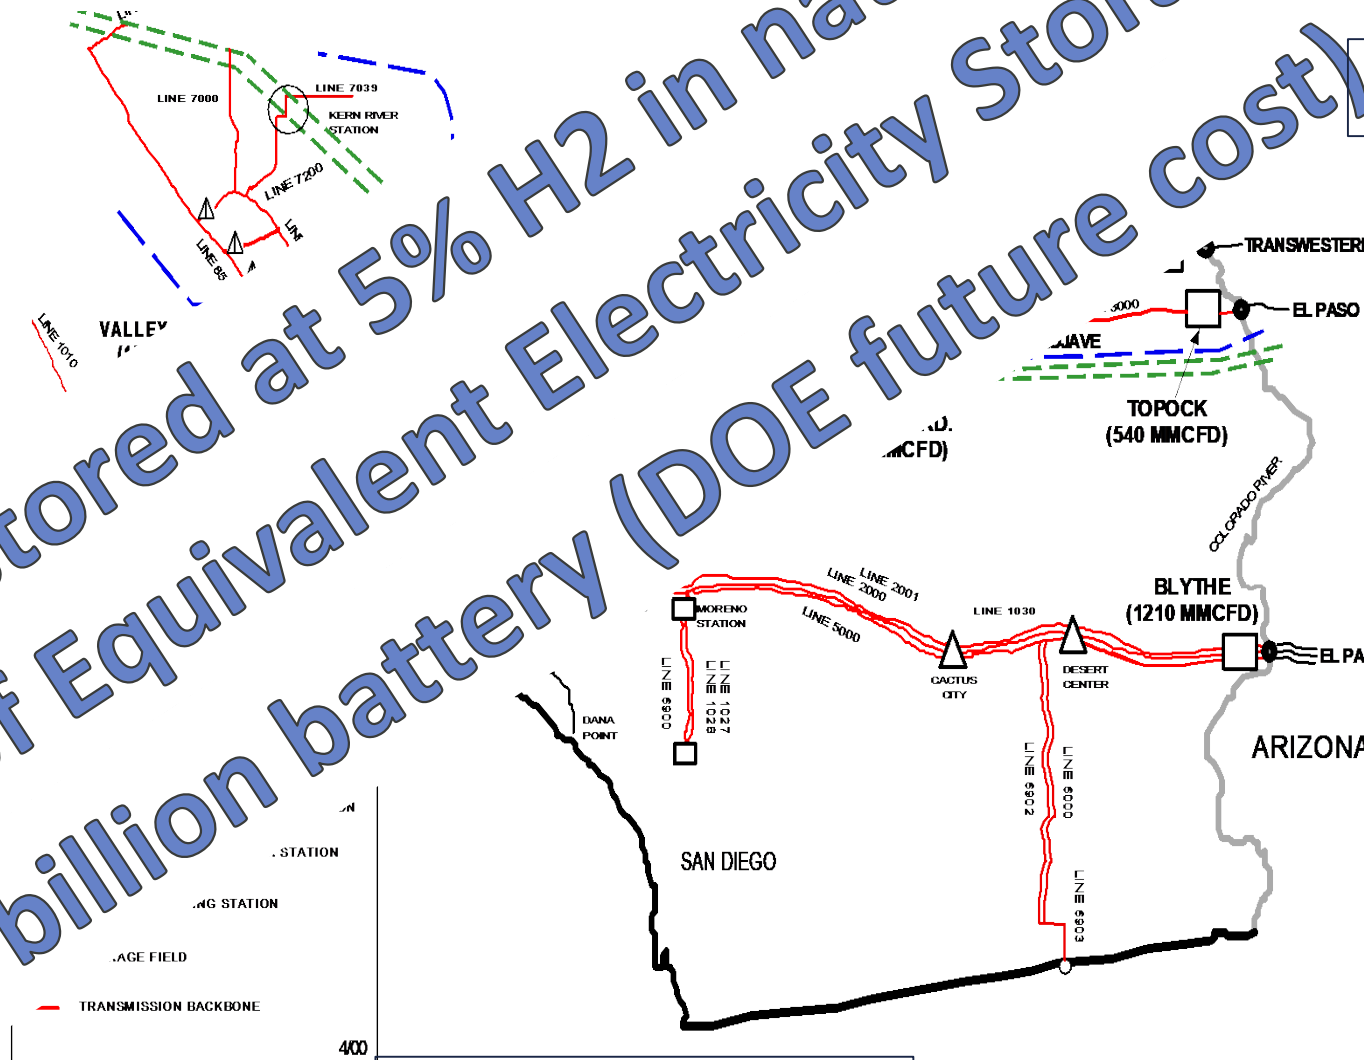 LINE 7000
LINE 7039
KERN RIVER
STATION
LINE 7200
LINE 85
LINE 1010
VALLEY
stored at 5% H2 in
of Equivalent Electricity
billion battery (DOE future cost)
TRANSWESTERN
EL PASO
TOPOCK
(540 MMCFD)
COLORADO RIVER
BLYTHE
(1210 MMCFD)
LINE 2001
LINE 2000
LINE 5000
LINE 1030
MORENO
STATION
CACTUS
CITY
DESERT
CENTER
LINE 6900
LINE 1028
LINE 1027
DANA
POINT
LINE 6902
LINE 6000
LINE 6903
ARIZONA
SAN DIEGO
STATION
STATION
FIELD
TRANSMISSION BACKBONE
4/00